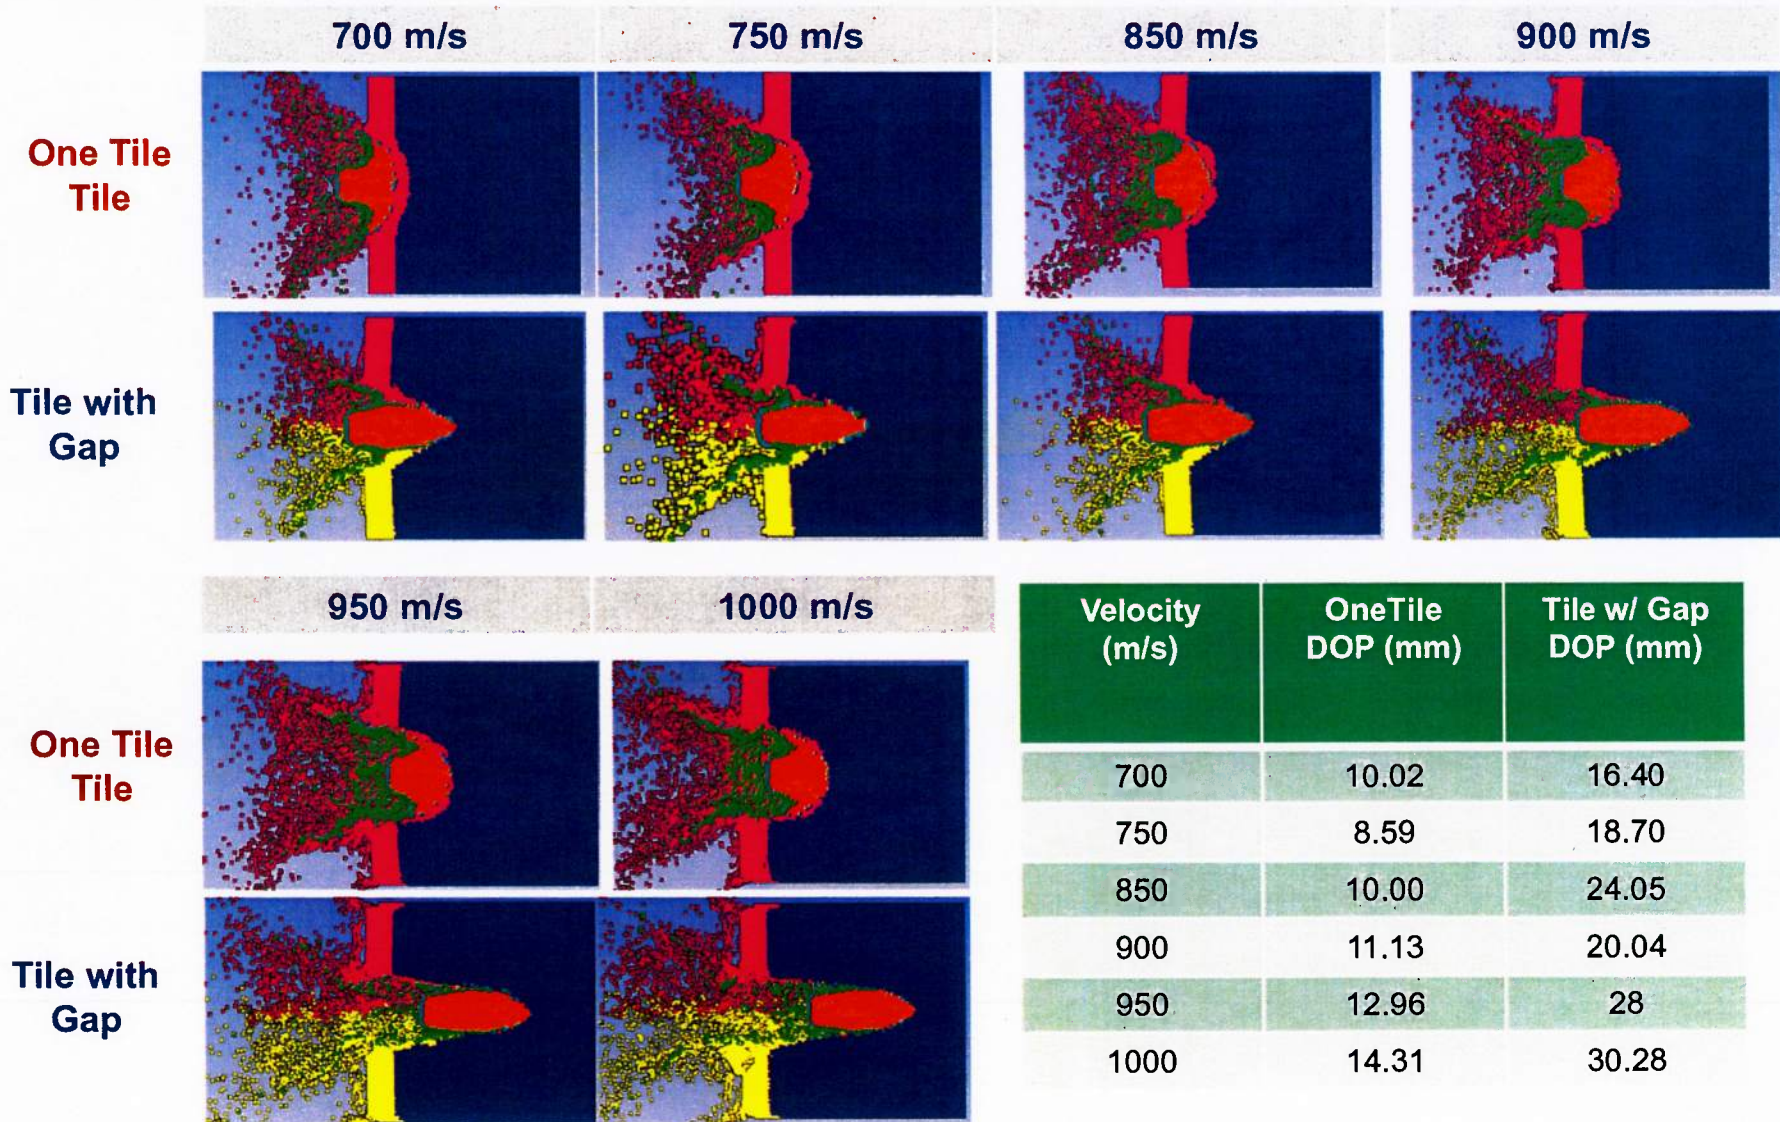 700 m/s 750 m/s 850 m/s 900 m/s
One Tile
Tile
Tile with
Gap
950 m/s 1000 m/s
One Tile
Tile
Tile with
Gap
Velocity OneTile Tile w/ Gap
(m/s) DOP (mm) DOP (mm)
700 10.02 16.40
750 8.59 18.70
850 10.00 24.05
900 11.13 20.04
950 12.96 28
1000 14.31 30.28